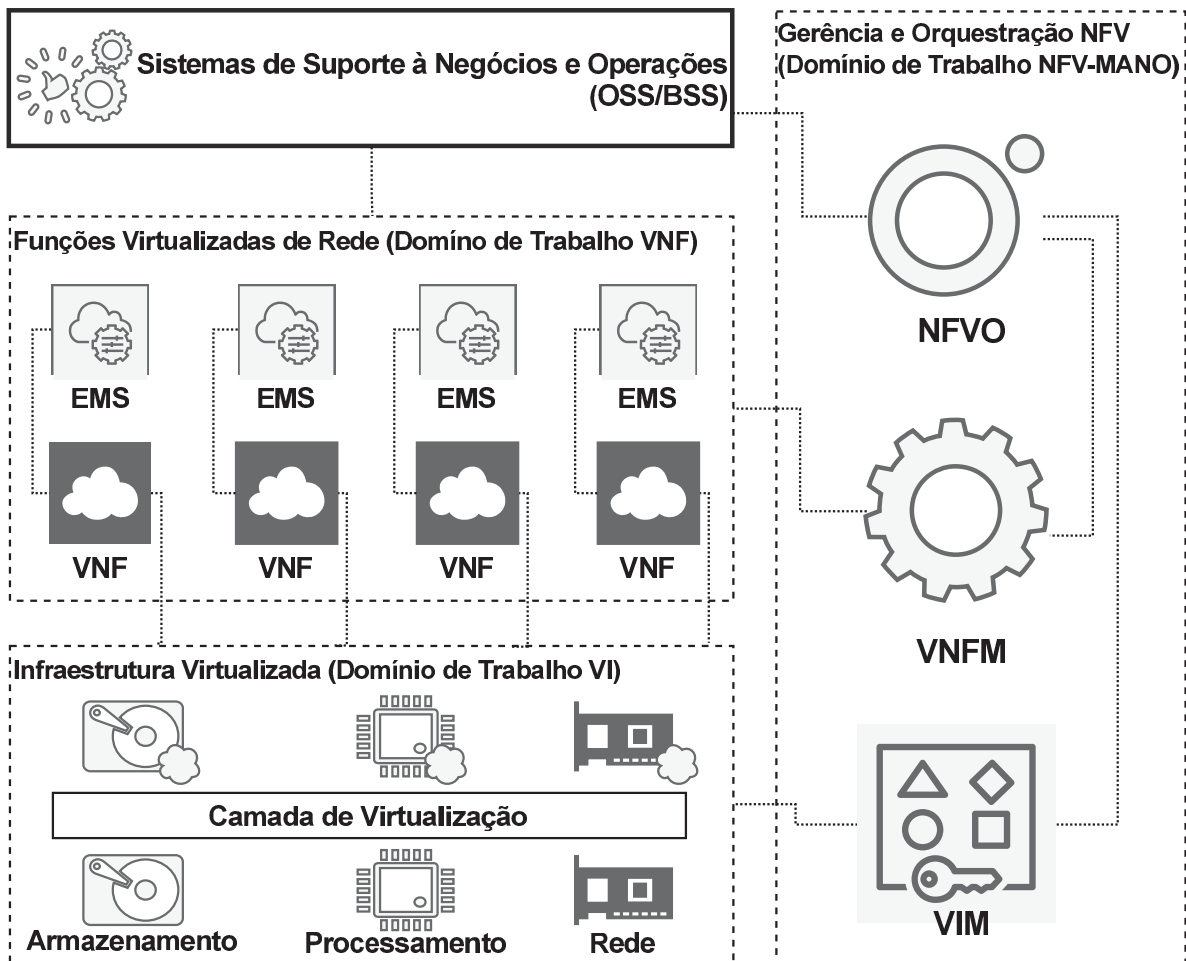 Sistemas de Suporte à Negócios e Operações
(OSS/BSS)
Gerência e Orquestração NFV
(Domínio de Trabalho NFV-MANO)
NFVO
VNFM
VIM
Funções Virtualizadas de Rede (Domíno de Trabalho VNF)
EMS
EMS
EMS
EMS
VNF
VNF
VNF
VNF
Infraestrutura Virtualizada (Domínio de Trabalho VI)
Camada de Virtualização
Armazenamento
Processamento
Rede